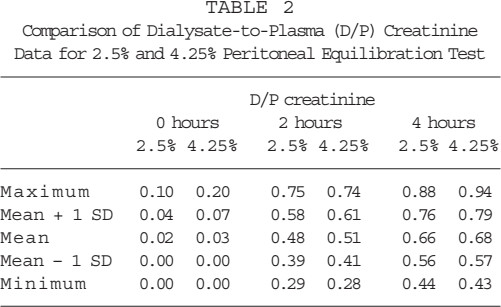 TABLE 2
Comparison of Dialysate-to-Plasma (D/P) Creatinine
Data for 2.5% and 4.25% Peritoneal Equilibration Test
D/P creatinine
0 hours 2 hours 4 hours
2.5% 4.25% 2.5% 4.25% 2.5% 4.25%
Maximum 0.10 0.20 0.75 0.74 0.88 0.94
Mean + 1 SD 0.04 0.07 0.58 0.61 0.76 0.79
Mean 0.02 0.03 0.48 0.51 0.66 0.68
Mean – 1 SD 0.00 0.00 0.39 0.41 0.56 0.57
Minimum 0.00 0.00 0.29 0.28 0.44 0.43